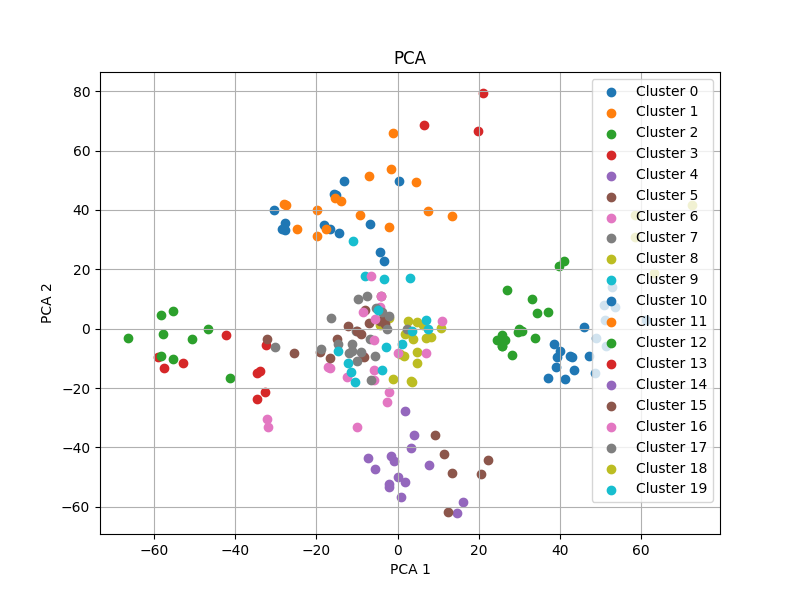 PCA
80
60
40
20
0
−20
−40
−60
−60
−40
−20
0
20
40
60
PCA 1
PCA 2
Cluster 0
Cluster 1
Cluster 2
Cluster 3
Cluster 4
Cluster 5
Cluster 6
Cluster 7
Cluster 8
Cluster 9
Cluster 10
Cluster 11
Cluster 12
Cluster 13
Cluster 14
Cluster 15
Cluster 16
Cluster 17
Cluster 18
Cluster 19